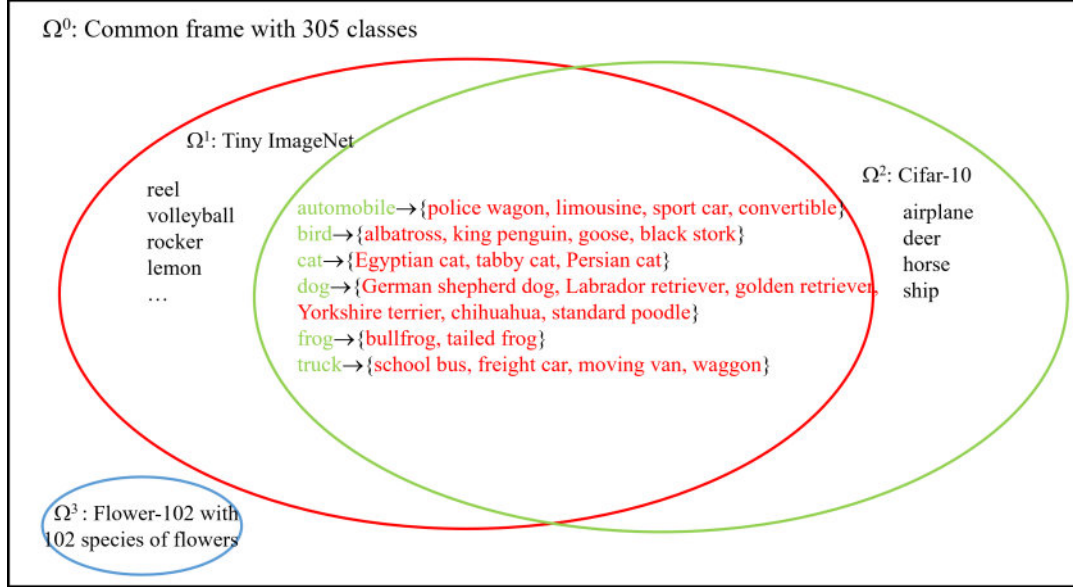 Ω⁰: Common frame with 305 classes
Ω¹: Tiny ImageNet
reel
volleyball
rocker
lemon
…
automobile→{police wagon, limousine, sport car, convertible}
bird→{albatross, king penguin, goose, black stork}
cat→{Egyptian cat, tabby cat, Persian cat}
dog→{German shepherd dog, Labrador retriever, golden retriever,
Yorkshire terrier, chihuahua, standard poodle}
frog→{bullfrog, tailed frog}
truck→{school bus, freight car, moving van, waggon}
Ω²: Cifar-10
airplane
deer
horse
ship
Ω³ : Flower-102 with
102 species of flowers